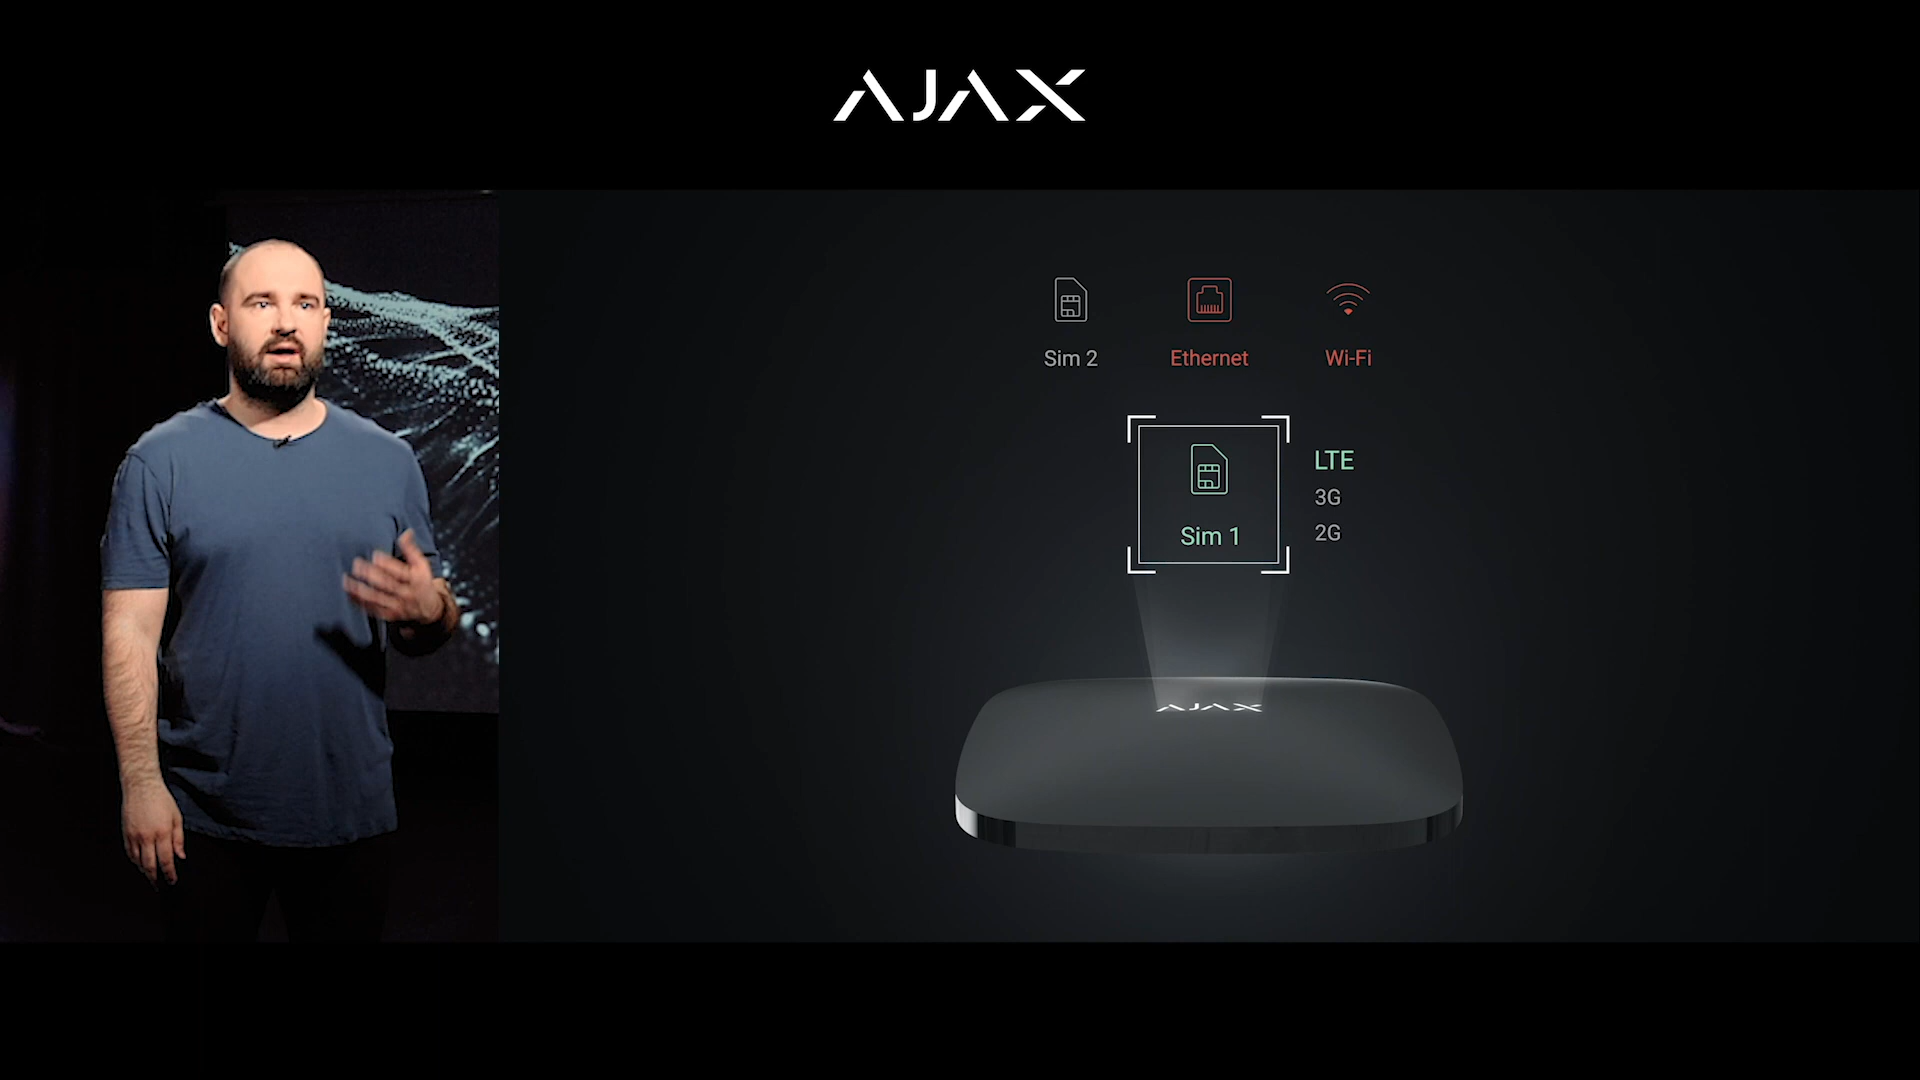 AJAX
Sim 2
Ethernet
Wi-Fi
Sim 1
LTE
3G
2G
AJAX